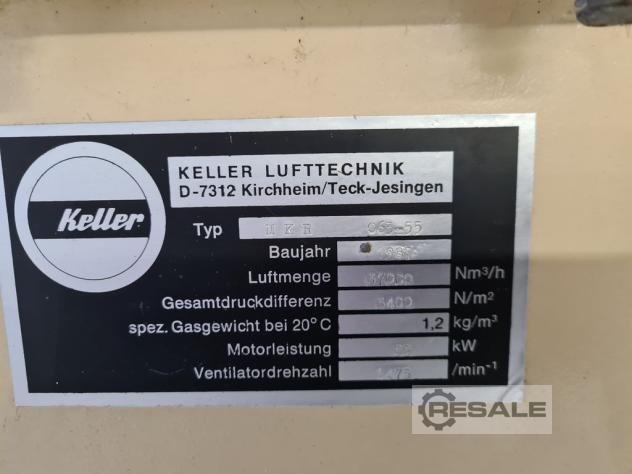 Keller
KELLER LUFTTECHNIK
D-7312 Kirchheim/Teck-Jesingen
Typ
Baujahr
Luftmenge Nm³/h
Gesamtdruckdifferenz 3400 N/m²
spez. Gasgewicht bei 20°C 1,2 kg/m³
Motorleistung kW
Ventilatordrehzahl /min⁻¹
RESALE